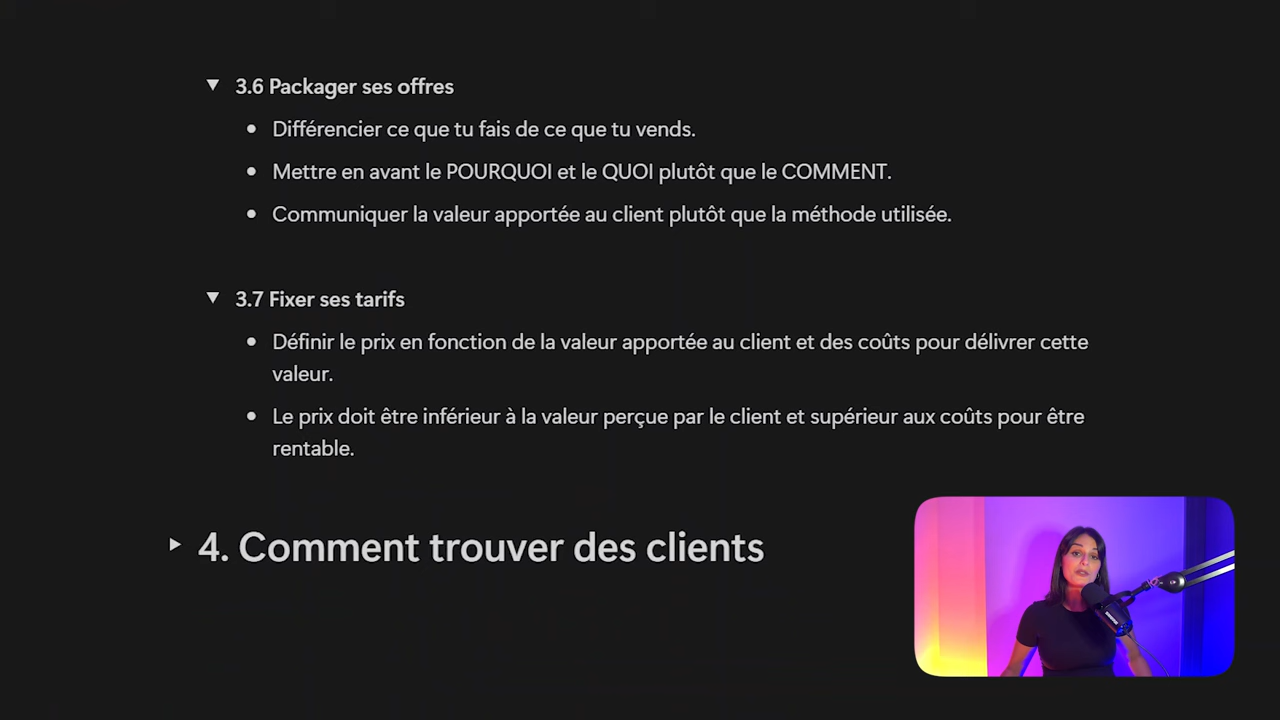 3.6 Packager ses offres
Différencier ce que tu fais de ce que tu vends.
Mettre en avant le POURQUOI et le QUOI plutôt que le COMMENT.
Communiquer la valeur apportée au client plutôt que la méthode utilisée.
3.7 Fixer ses tarifs
Définir le prix en fonction de la valeur apportée au client et des coûts pour délivrer cette
valeur.
Le prix doit être inférieur à la valeur perçue par le client et supérieur aux coûts pour être
rentable.
4. Comment trouver des clients